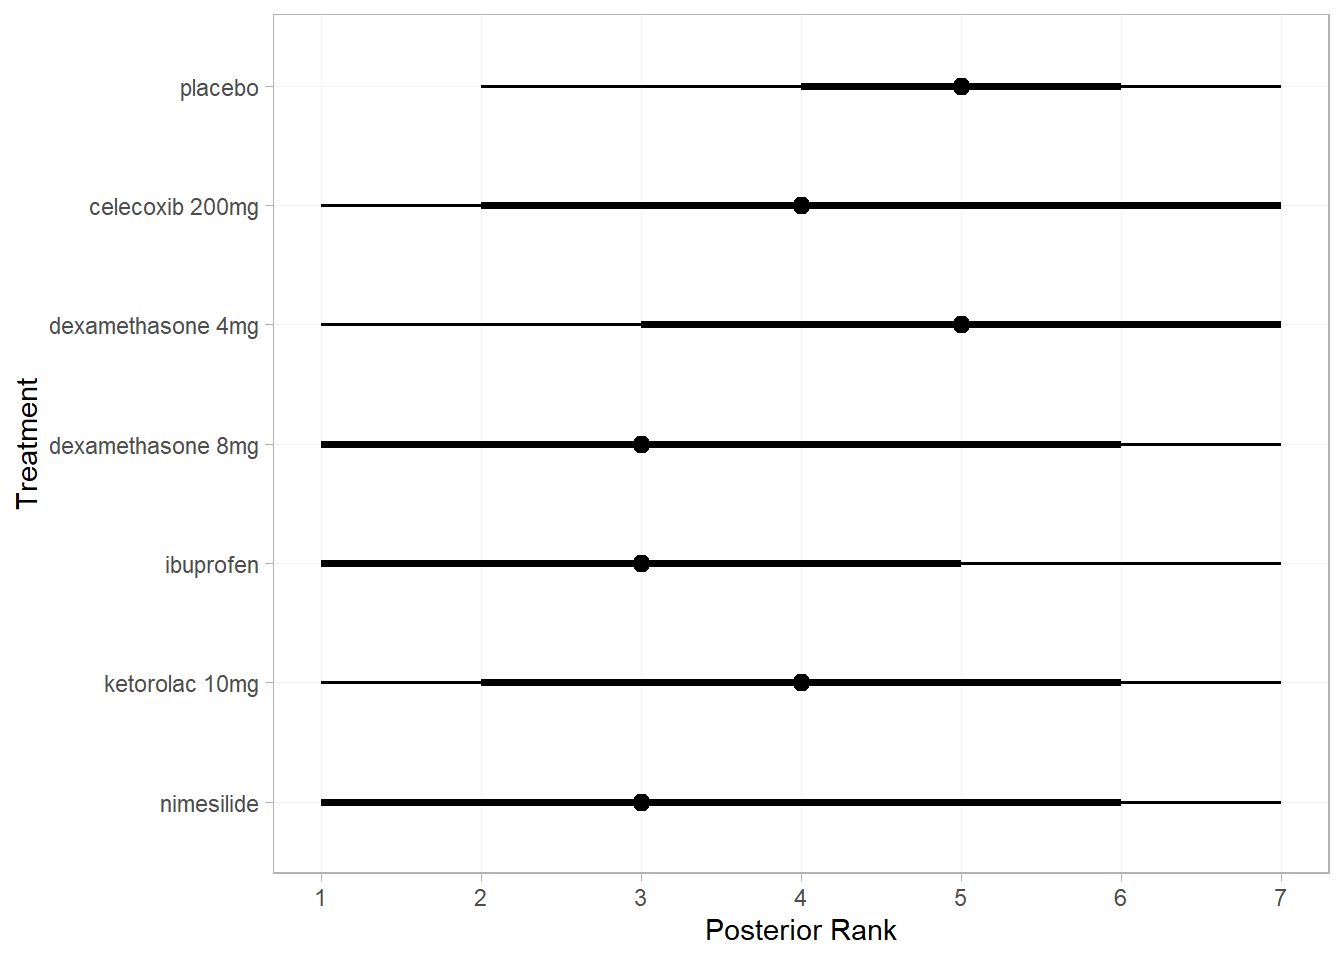 placebo
celecoxib 200mg
dexamethasone 4mg
dexamethasone 8mg
ibuprofen
ketorolac 10mg
nimesilide
Treatment
1 2 3 4 5 6 7
Posterior Rank